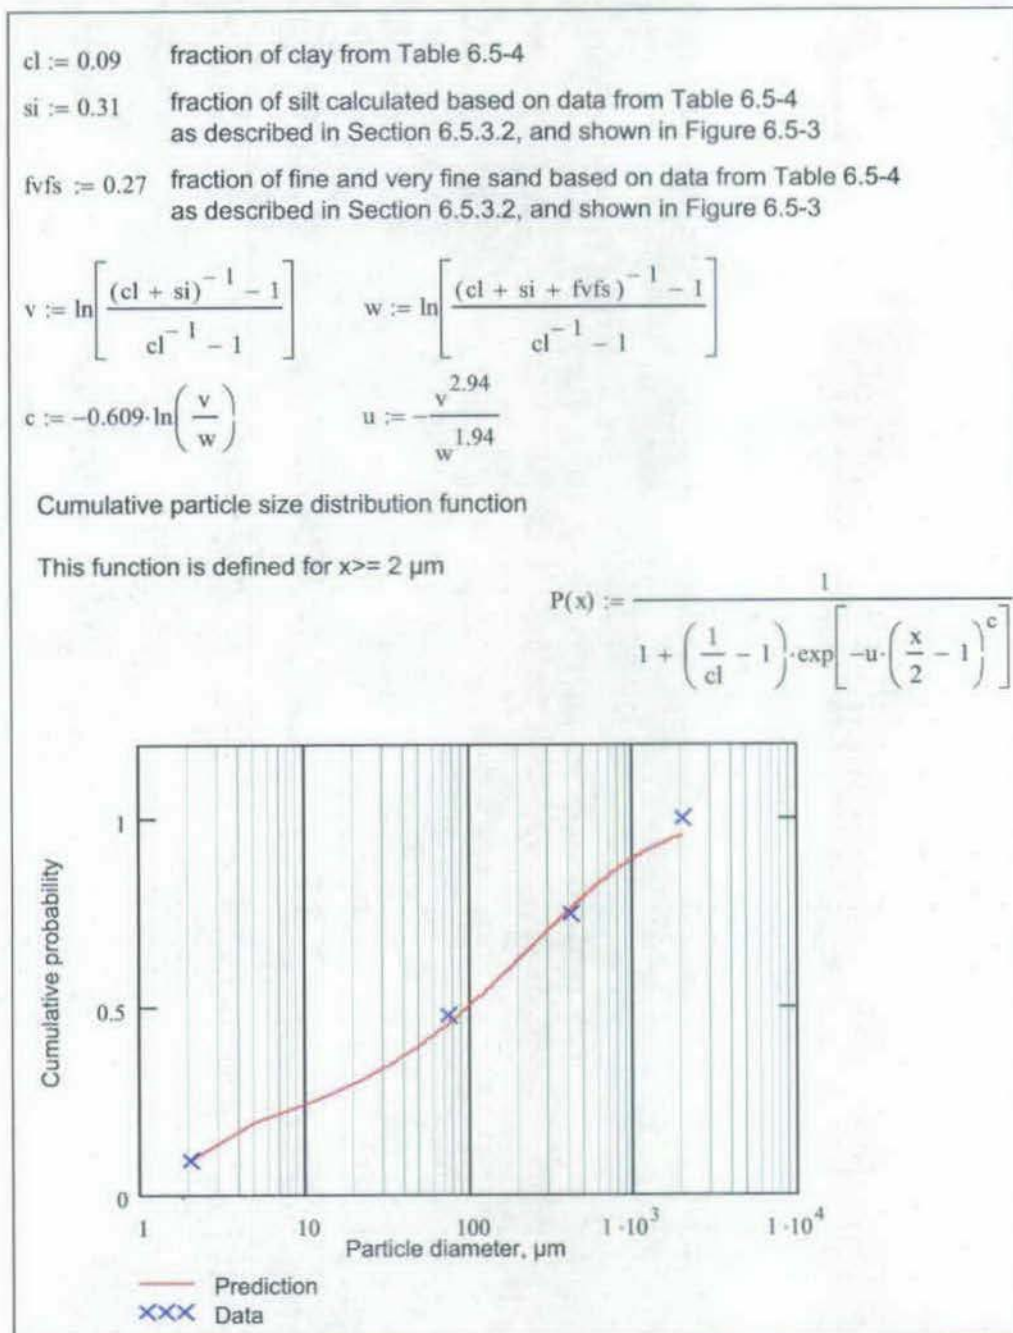 cl := 0.09 fraction of clay from Table 6.5-4
si := 0.31 fraction of silt calculated based on data from Table 6.5-4
as described in Section 6.5.3.2, and shown in Figure 6.5-3
fvfs := 0.27 fraction of fine and very fine sand based on data from Table 6.5-4
as described in Section 6.5.3.2, and shown in Figure 6.5-3
v := ln[((cl + si)^-1 - 1)/(cl^-1 - 1)] w := ln[((cl + si + fvfs)^-1 - 1)/(cl^-1 - 1)]
c := -0.609·ln(v/w) u := -v^2.94/w^1.94
Cumulative particle size distribution function
This function is defined for x>= 2 µm
P(x) := 1/(1 + (1/cl - 1)·exp[-u·(x/2 - 1)^c])
Cumulative probability
1
0.5
0
1 10 100 1·10^3 1·10^4
Particle diameter, µm
Prediction
××× Data